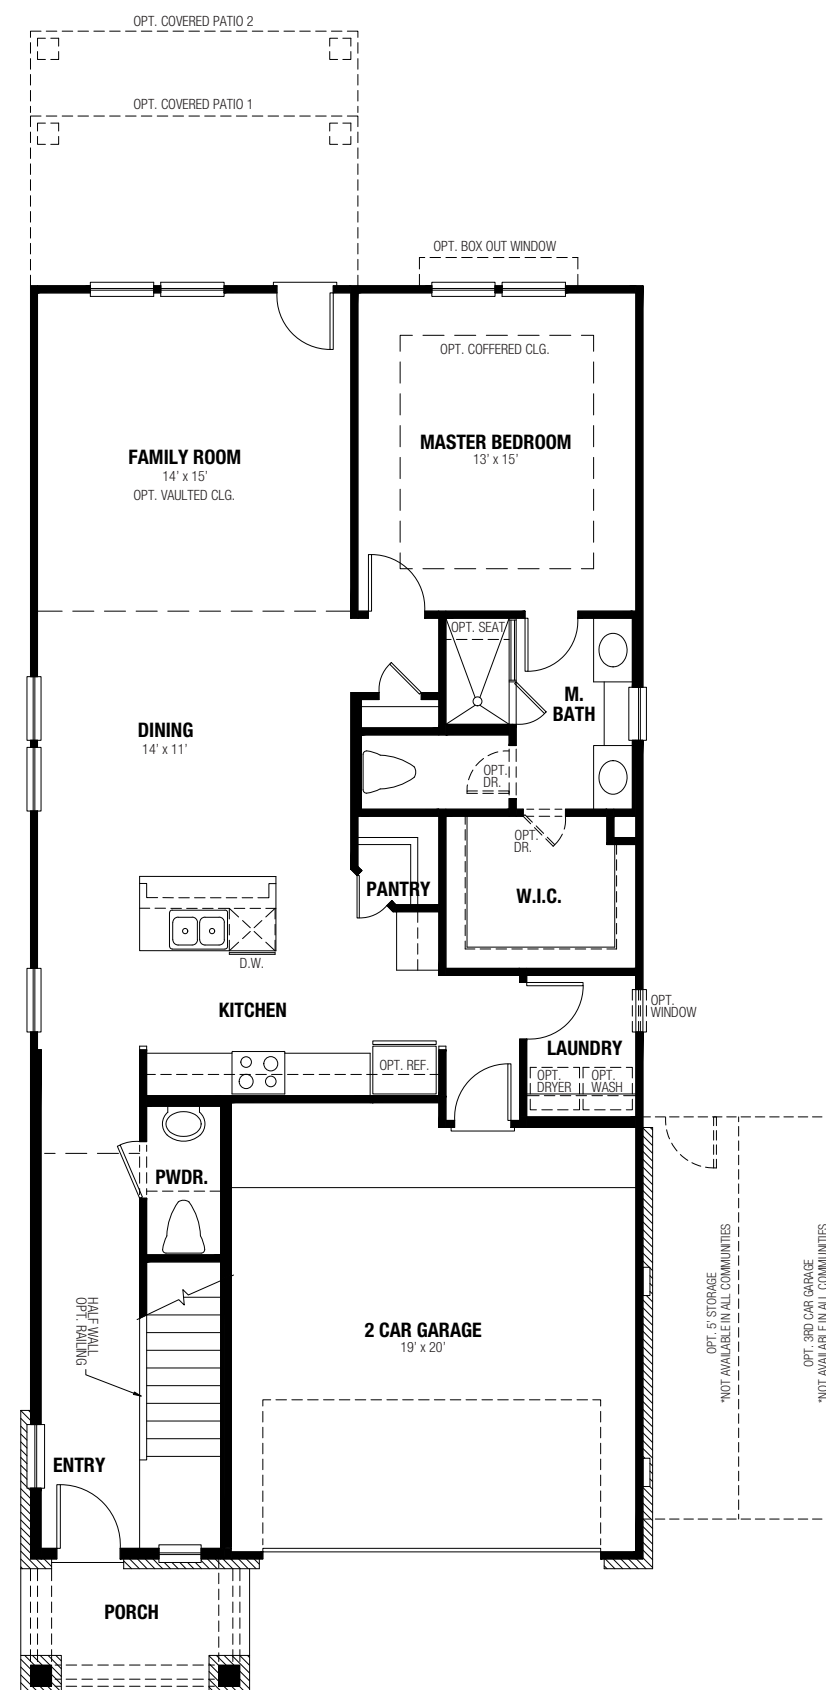 OPT. COVERED PATIO 2
OPT. COVERED PATIO 1
OPT. BOX OUT WINDOW
OPT. COFFERED CLG.
MASTER BEDROOM
13' x 15'
FAMILY ROOM
14' x 15'
OPT. VAULTED CLG.
OPT. SEAT
M.
BATH
DINING
14' x 11'
OPT.
DR.
OPT.
DR.
PANTRY
W.I.C.
D.W.
KITCHEN
OPT.
WINDOW
LAUNDRY
OPT. REF.
OPT.
DRYER
OPT.
WASH
PWDR.
HALF WALL
OPT. RAILING
2 CAR GARAGE
19' x 20'
OPT. 5' STORAGE
*NOT AVAILABLE IN ALL COMMUNITIES
OPT. 3RD CAR GARAGE
*NOT AVAILABLE IN ALL COMMUNITIES
ENTRY
PORCH